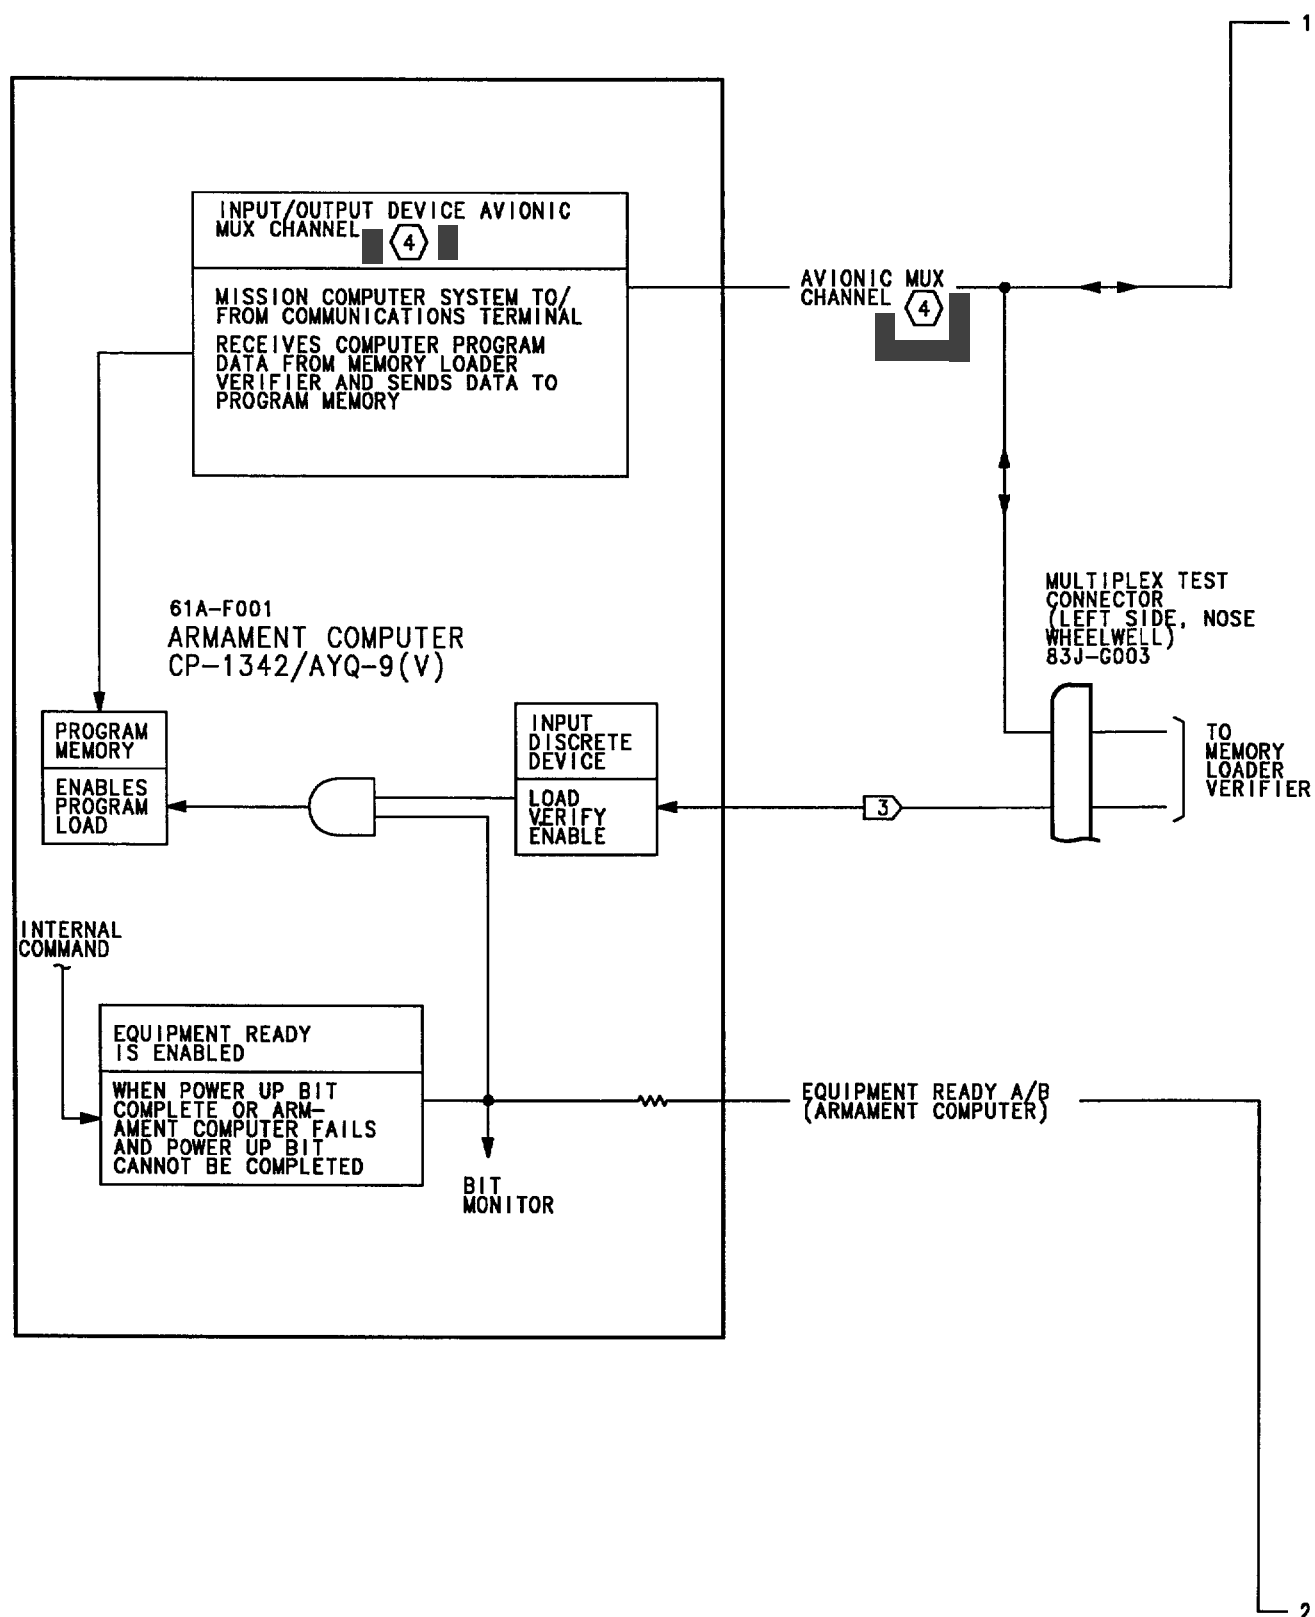 1
INPUT/OUTPUT DEVICE AVIONIC
MUX CHANNEL 4
MISSION COMPUTER SYSTEM TO/
FROM COMMUNICATIONS TERMINAL
RECEIVES COMPUTER PROGRAM
DATA FROM MEMORY LOADER
VERIFIER AND SENDS DATA TO
PROGRAM MEMORY
AVIONIC MUX
CHANNEL 4
61A-F001
ARMAMENT COMPUTER
CP-1342/AYQ-9(V)
MULTIPLEX TEST
CONNECTOR
(LEFT SIDE, NOSE
WHEELWELL)
83J-G003
PROGRAM
MEMORY
ENABLES
PROGRAM
LOAD
INPUT
DISCRETE
DEVICE
LOAD
VERIFY
ENABLE
3
TO
MEMORY
LOADER
VERIFIER
INTERNAL
COMMAND
EQUIPMENT READY
IS ENABLED
WHEN POWER UP BIT
COMPLETE OR ARM-
AMENT COMPUTER FAILS
AND POWER UP BIT
CANNOT BE COMPLETED
BIT
MONITOR
EQUIPMENT READY A/B
(ARMAMENT COMPUTER)
2